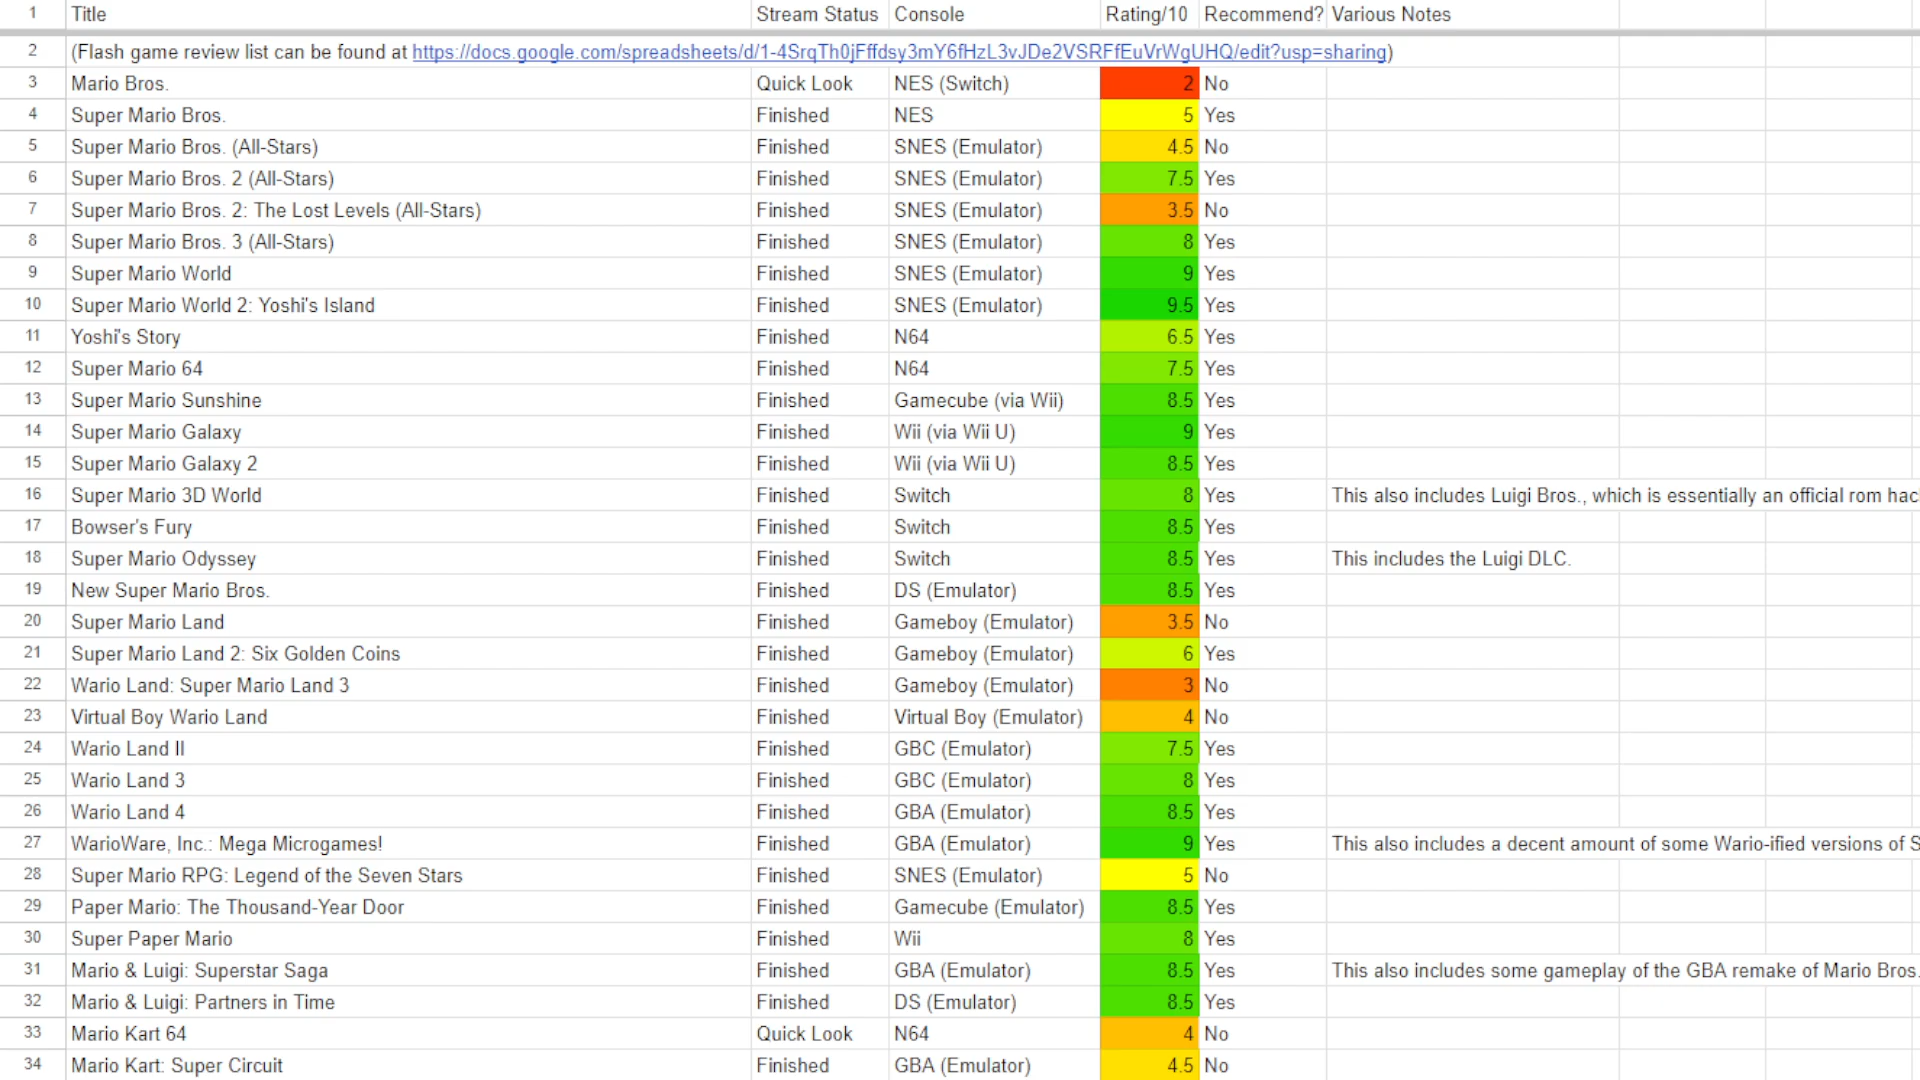 1 Title Stream Status Console Rating/10 Recommend? Various Notes
2 (Flash game review list can be found at https://docs.google.com/spreadsheets/d/1-4SrqTh0jFffdsy3mY6fHzL3vJDe2VSRFfEuVrWgUHQ/edit?usp=sharing)
3 Mario Bros. Quick Look NES (Switch) 2 No
4 Super Mario Bros. Finished NES 5 Yes
5 Super Mario Bros. (All-Stars) Finished SNES (Emulator) 4.5 No
6 Super Mario Bros. 2 (All-Stars) Finished SNES (Emulator) 7.5 Yes
7 Super Mario Bros. 2: The Lost Levels (All-Stars) Finished SNES (Emulator) 3.5 No
8 Super Mario Bros. 3 (All-Stars) Finished SNES (Emulator) 8 Yes
9 Super Mario World Finished SNES (Emulator) 9 Yes
10 Super Mario World 2: Yoshi's Island Finished SNES (Emulator) 9.5 Yes
11 Yoshi's Story Finished N64 6.5 Yes
12 Super Mario 64 Finished N64 7.5 Yes
13 Super Mario Sunshine Finished Gamecube (via Wii) 8.5 Yes
14 Super Mario Galaxy Finished Wii (via Wii U) 9 Yes
15 Super Mario Galaxy 2 Finished Wii (via Wii U) 8.5 Yes
16 Super Mario 3D World Finished Switch 8 Yes This also includes Luigi Bros., which is essentially an official rom hac
17 Bowser's Fury Finished Switch 8.5 Yes
18 Super Mario Odyssey Finished Switch 8.5 Yes This includes the Luigi DLC.
19 New Super Mario Bros. Finished DS (Emulator) 8.5 Yes
20 Super Mario Land Finished Gameboy (Emulator) 3.5 No
21 Super Mario Land 2: Six Golden Coins Finished Gameboy (Emulator) 6 Yes
22 Wario Land: Super Mario Land 3 Finished Gameboy (Emulator) 3 No
23 Virtual Boy Wario Land Finished Virtual Boy (Emulator) 4 No
24 Wario Land II Finished GBC (Emulator) 7.5 Yes
25 Wario Land 3 Finished GBC (Emulator) 8 Yes
26 Wario Land 4 Finished GBA (Emulator) 8.5 Yes
27 WarioWare, Inc.: Mega Microgames! Finished GBA (Emulator) 9 Yes This also includes a decent amount of some Wario-ified versions of S
28 Super Mario RPG: Legend of the Seven Stars Finished SNES (Emulator) 5 No
29 Paper Mario: The Thousand-Year Door Finished Gamecube (Emulator) 8.5 Yes
30 Super Paper Mario Finished Wii 8 Yes
31 Mario & Luigi: Superstar Saga Finished GBA (Emulator) 8.5 Yes This also includes some gameplay of the GBA remake of Mario Bros.
32 Mario & Luigi: Partners in Time Finished DS (Emulator) 8.5 Yes
33 Mario Kart 64 Quick Look N64 4 No
34 Mario Kart: Super Circuit Finished GBA (Emulator) 4.5 No